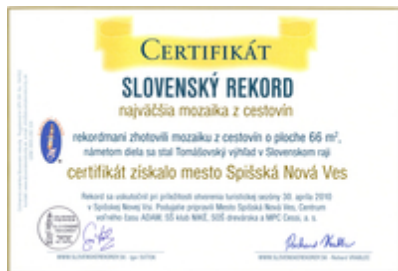 CERTIFIKÁT
SLOVENSKÝ REKORD
najväčšia mozaika z cestovín
rekordmani zhotovili mozaiku z cestovín o ploche 66 m²,
námetom diela sa stal Tomášovský výhľad v Slovenskom raji
certifikát získalo mesto Spišská Nová Ves
Rekord sa uskutočnil pri príležitosti otvorenia turistickej sezóny 30. apríla 2010
v Spišskej Novej Vsi. Podujatie pripravili Mesto Spišská Nová Ves, Centrum
voľného času ADAM, SŠ klub NIKÉ, SOŠ drevárska a MPC Cessi, a. s.
WWW.SLOVENSKYREKORD.SK
WWW.SLOVENSKYREKORD.SK